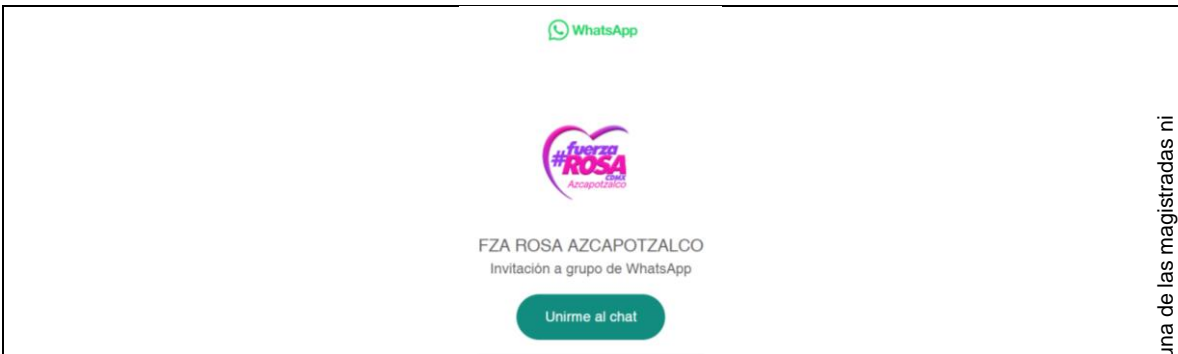 WhatsApp
#fuerza
ROSA
CDMX
Azcapotzalco
FZA ROSA AZCAPOTZALCO
Invitación a grupo de WhatsApp
Unirme al chat
una de las magistradas ni